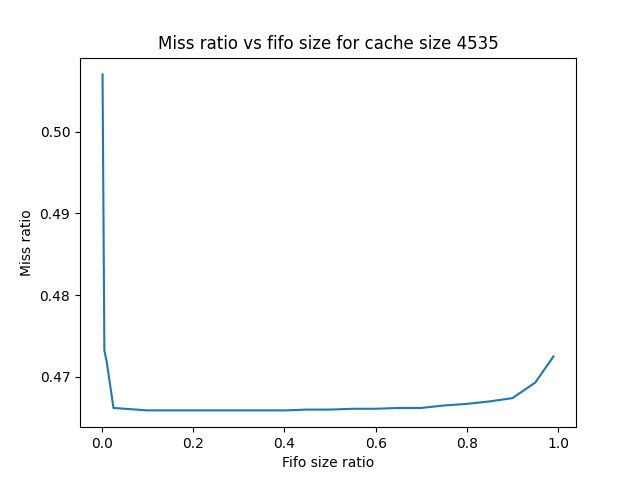 Miss ratio vs fifo size for cache size 4535
0.50
0.49
0.48
0.47
Miss ratio
0.0 0.2 0.4 0.6 0.8 1.0
Fifo size ratio